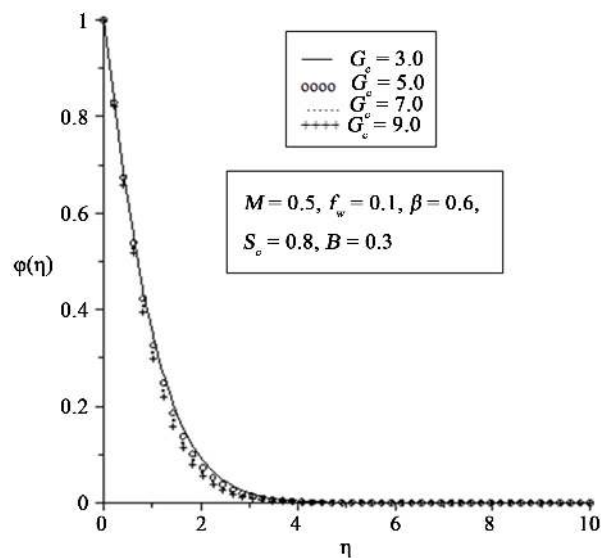 1
G_c = 3.0
oooo G_c = 5.0
...... G_c = 7.0
++++ G_c = 9.0
0.8
M = 0.5, f_w = 0.1, β = 0.6,
S_c = 0.8, B = 0.3
0.6
φ(η)
0.4
0.2
0
0 2 4 6 8 10
η